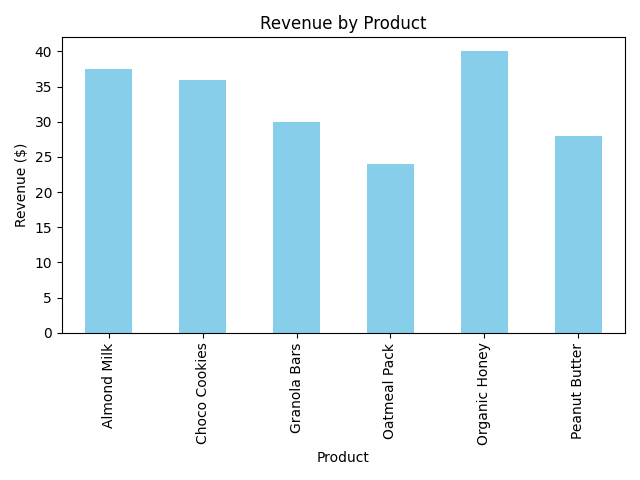 Revenue by Product
Revenue ($)
40
35
30
25
20
15
10
5
0
Almond Milk
Choco Cookies
Granola Bars
Oatmeal Pack
Organic Honey
Peanut Butter
Product